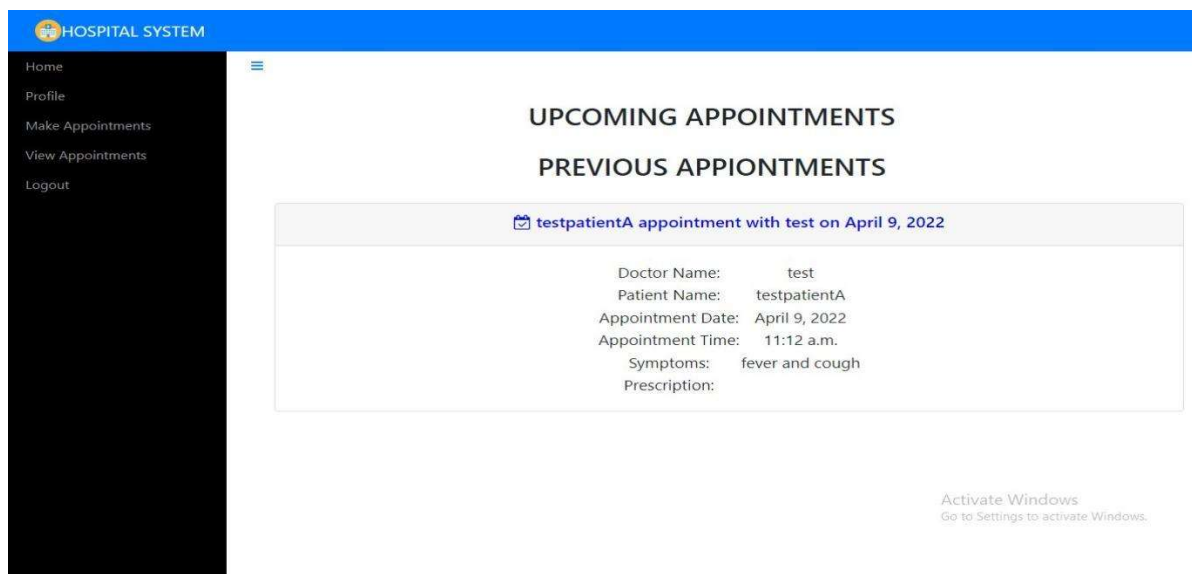 HOSPITAL SYSTEM
Home
Profile
Make Appointments
View Appointments
Logout
UPCOMING APPOINTMENTS
PREVIOUS APPIONTMENTS
testpatientA appointment with test on April 9, 2022
Doctor Name: test
Patient Name: testpatientA
Appointment Date: April 9, 2022
Appointment Time: 11:12 a.m.
Symptoms: fever and cough
Prescription:
Activate Windows
Go to Settings to activate Windows.